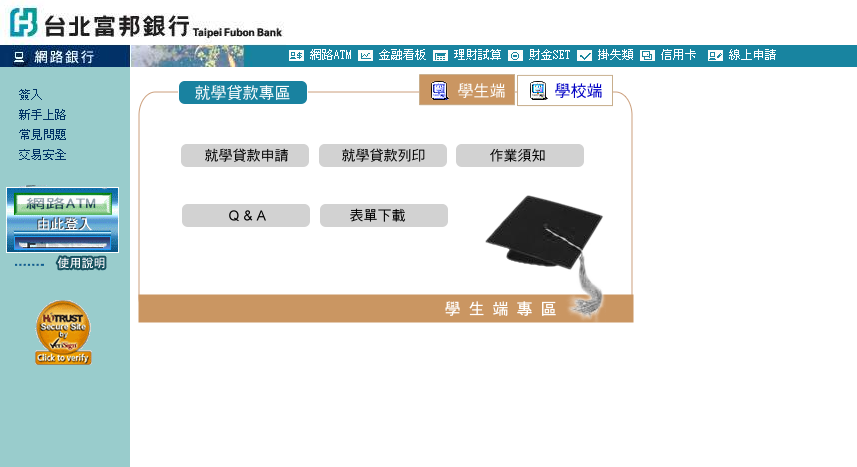 台北富邦銀行 Taipei Fubon Bank
網路銀行
網路ATM 金融看板 理財試算 財金SET 掛失類 信用卡 線上申請
簽入
新手上路
常見問題
交易安全
網路ATM
由此登入
使用說明
HiTRUST
Secure Site
by
VeriSign
Click to verify
就學貸款專區
學生端 學校端
就學貸款申請 就學貸款列印 作業須知
Q & A 表單下載
學生端專區